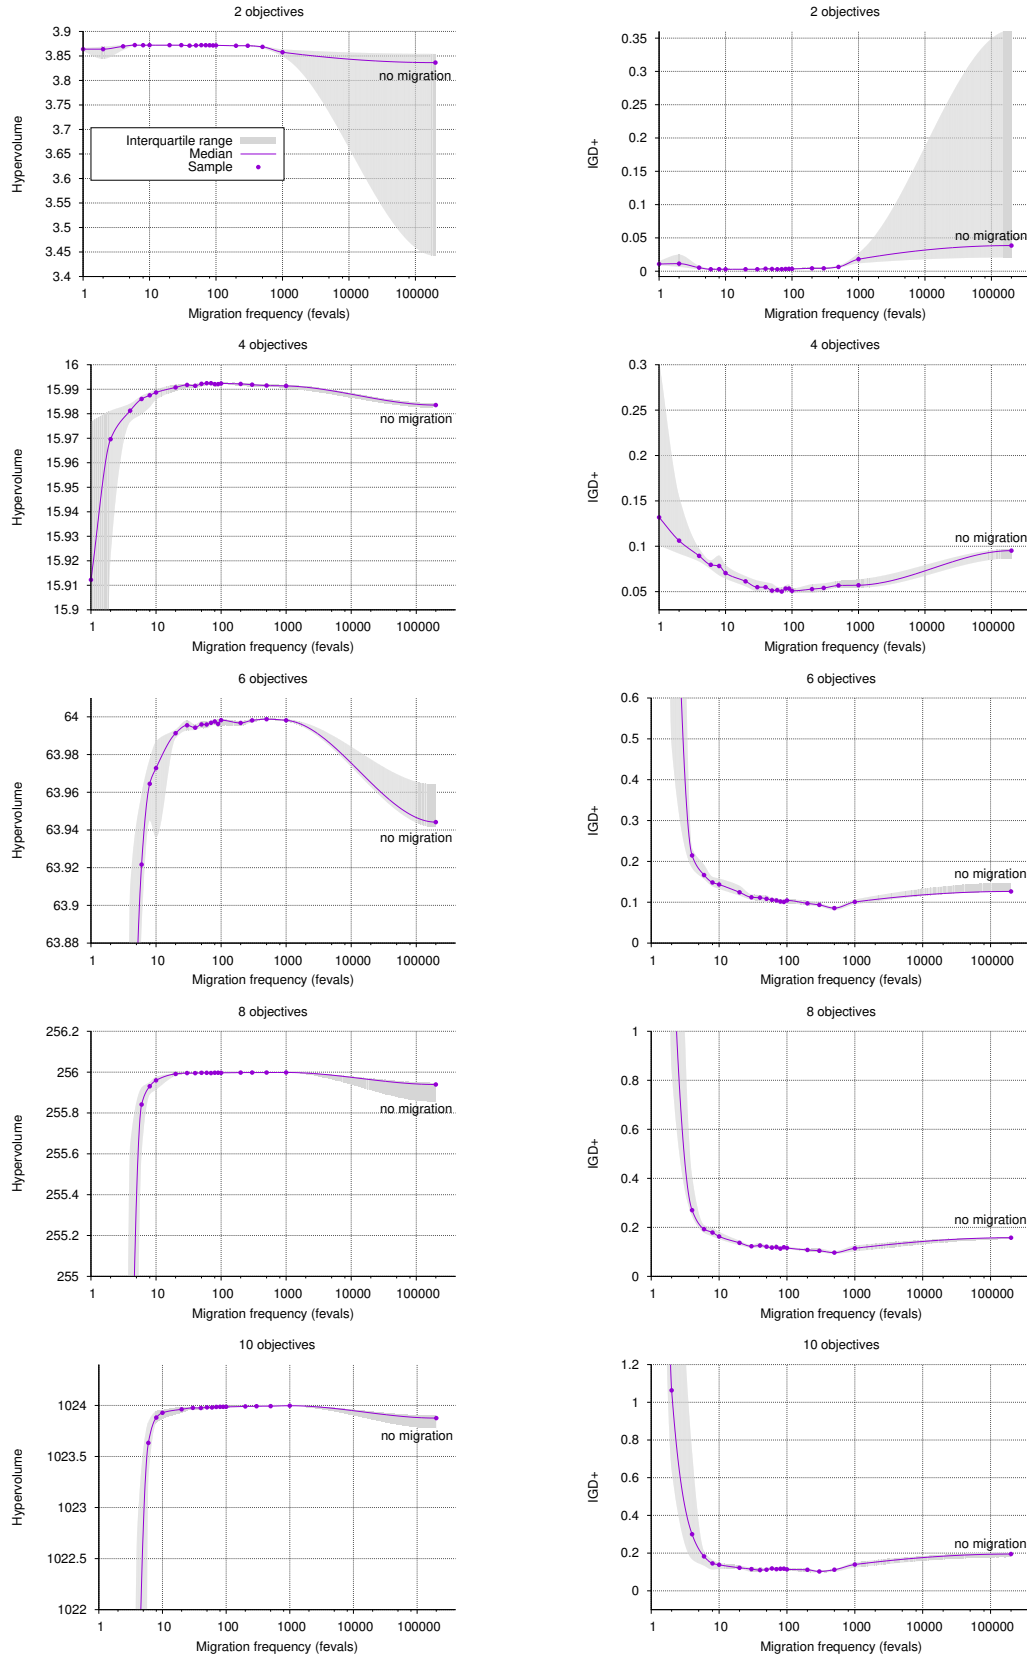 2 objectives
3.9
3.85
3.8
3.75
3.7
3.65
3.6
3.55
3.5
3.45
3.4
Hypervolume
no migration
Interquartile range
Median
Sample
1 10 100 1000 10000 100000
Migration frequency (fevals)
2 objectives
0.35
0.3
0.25
0.2
0.15
0.1
0.05
0
IGD+
no migration
1 10 100 1000 10000 100000
Migration frequency (fevals)
4 objectives
16
15.99
15.98
15.97
15.96
15.95
15.94
15.93
15.92
15.91
15.9
Hypervolume
no migration
1 10 100 1000 10000 100000
Migration frequency (fevals)
4 objectives
0.3
0.25
0.2
0.15
0.1
0.05
IGD+
no migration
1 10 100 1000 10000 100000
Migration frequency (fevals)
6 objectives
64
63.98
63.96
63.94
63.92
63.9
63.88
Hypervolume
no migration
1 10 100 1000 10000 100000
Migration frequency (fevals)
6 objectives
0.6
0.5
0.4
0.3
0.2
0.1
0
IGD+
no migration
1 10 100 1000 10000 100000
Migration frequency (fevals)
8 objectives
256.2
256
255.8
255.6
255.4
255.2
255
Hypervolume
no migration
1 10 100 1000 10000 100000
Migration frequency (fevals)
8 objectives
1
0.8
0.6
0.4
0.2
0
IGD+
no migration
1 10 100 1000 10000 100000
Migration frequency (fevals)
10 objectives
1024
1023.5
1023
1022.5
1022
Hypervolume
no migration
1 10 100 1000 10000 100000
Migration frequency (fevals)
10 objectives
1.2
1
0.8
0.6
0.4
0.2
0
IGD+
no migration
1 10 100 1000 10000 100000
Migration frequency (fevals)